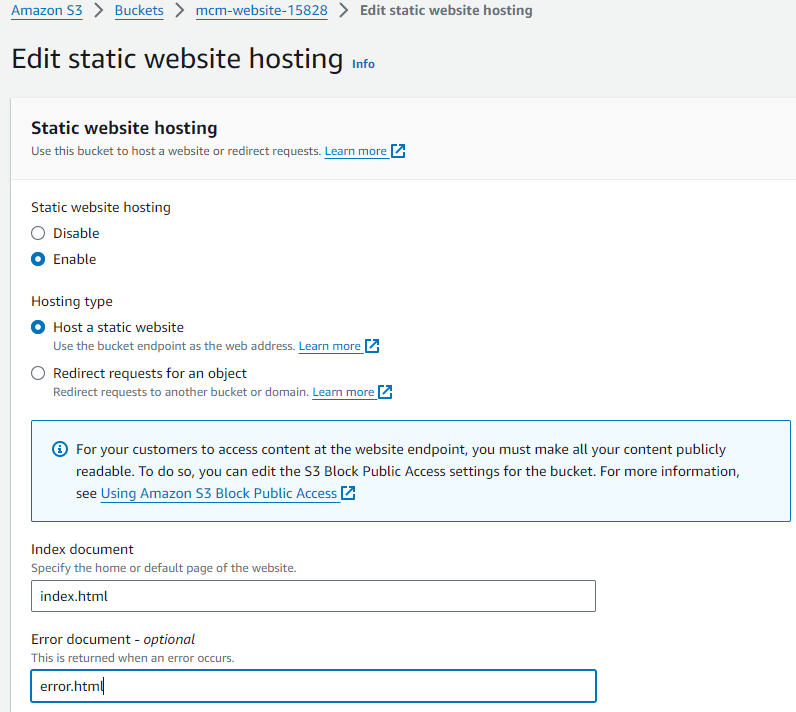 Amazon S3 > Buckets > mcm-website-15828 > Edit static website hosting
Edit static website hosting Info
Static website hosting
Use this bucket to host a website or redirect requests. Learn more
Static website hosting
Disable
Enable
Hosting type
Host a static website
Use the bucket endpoint as the web address. Learn more
Redirect requests for an object
Redirect requests to another bucket or domain. Learn more
For your customers to access content at the website endpoint, you must make all your content publicly
readable. To do so, you can edit the S3 Block Public Access settings for the bucket. For more information,
see Using Amazon S3 Block Public Access
Index document
Specify the home or default page of the website.
index.html
Error document - optional
This is returned when an error occurs.
error.html